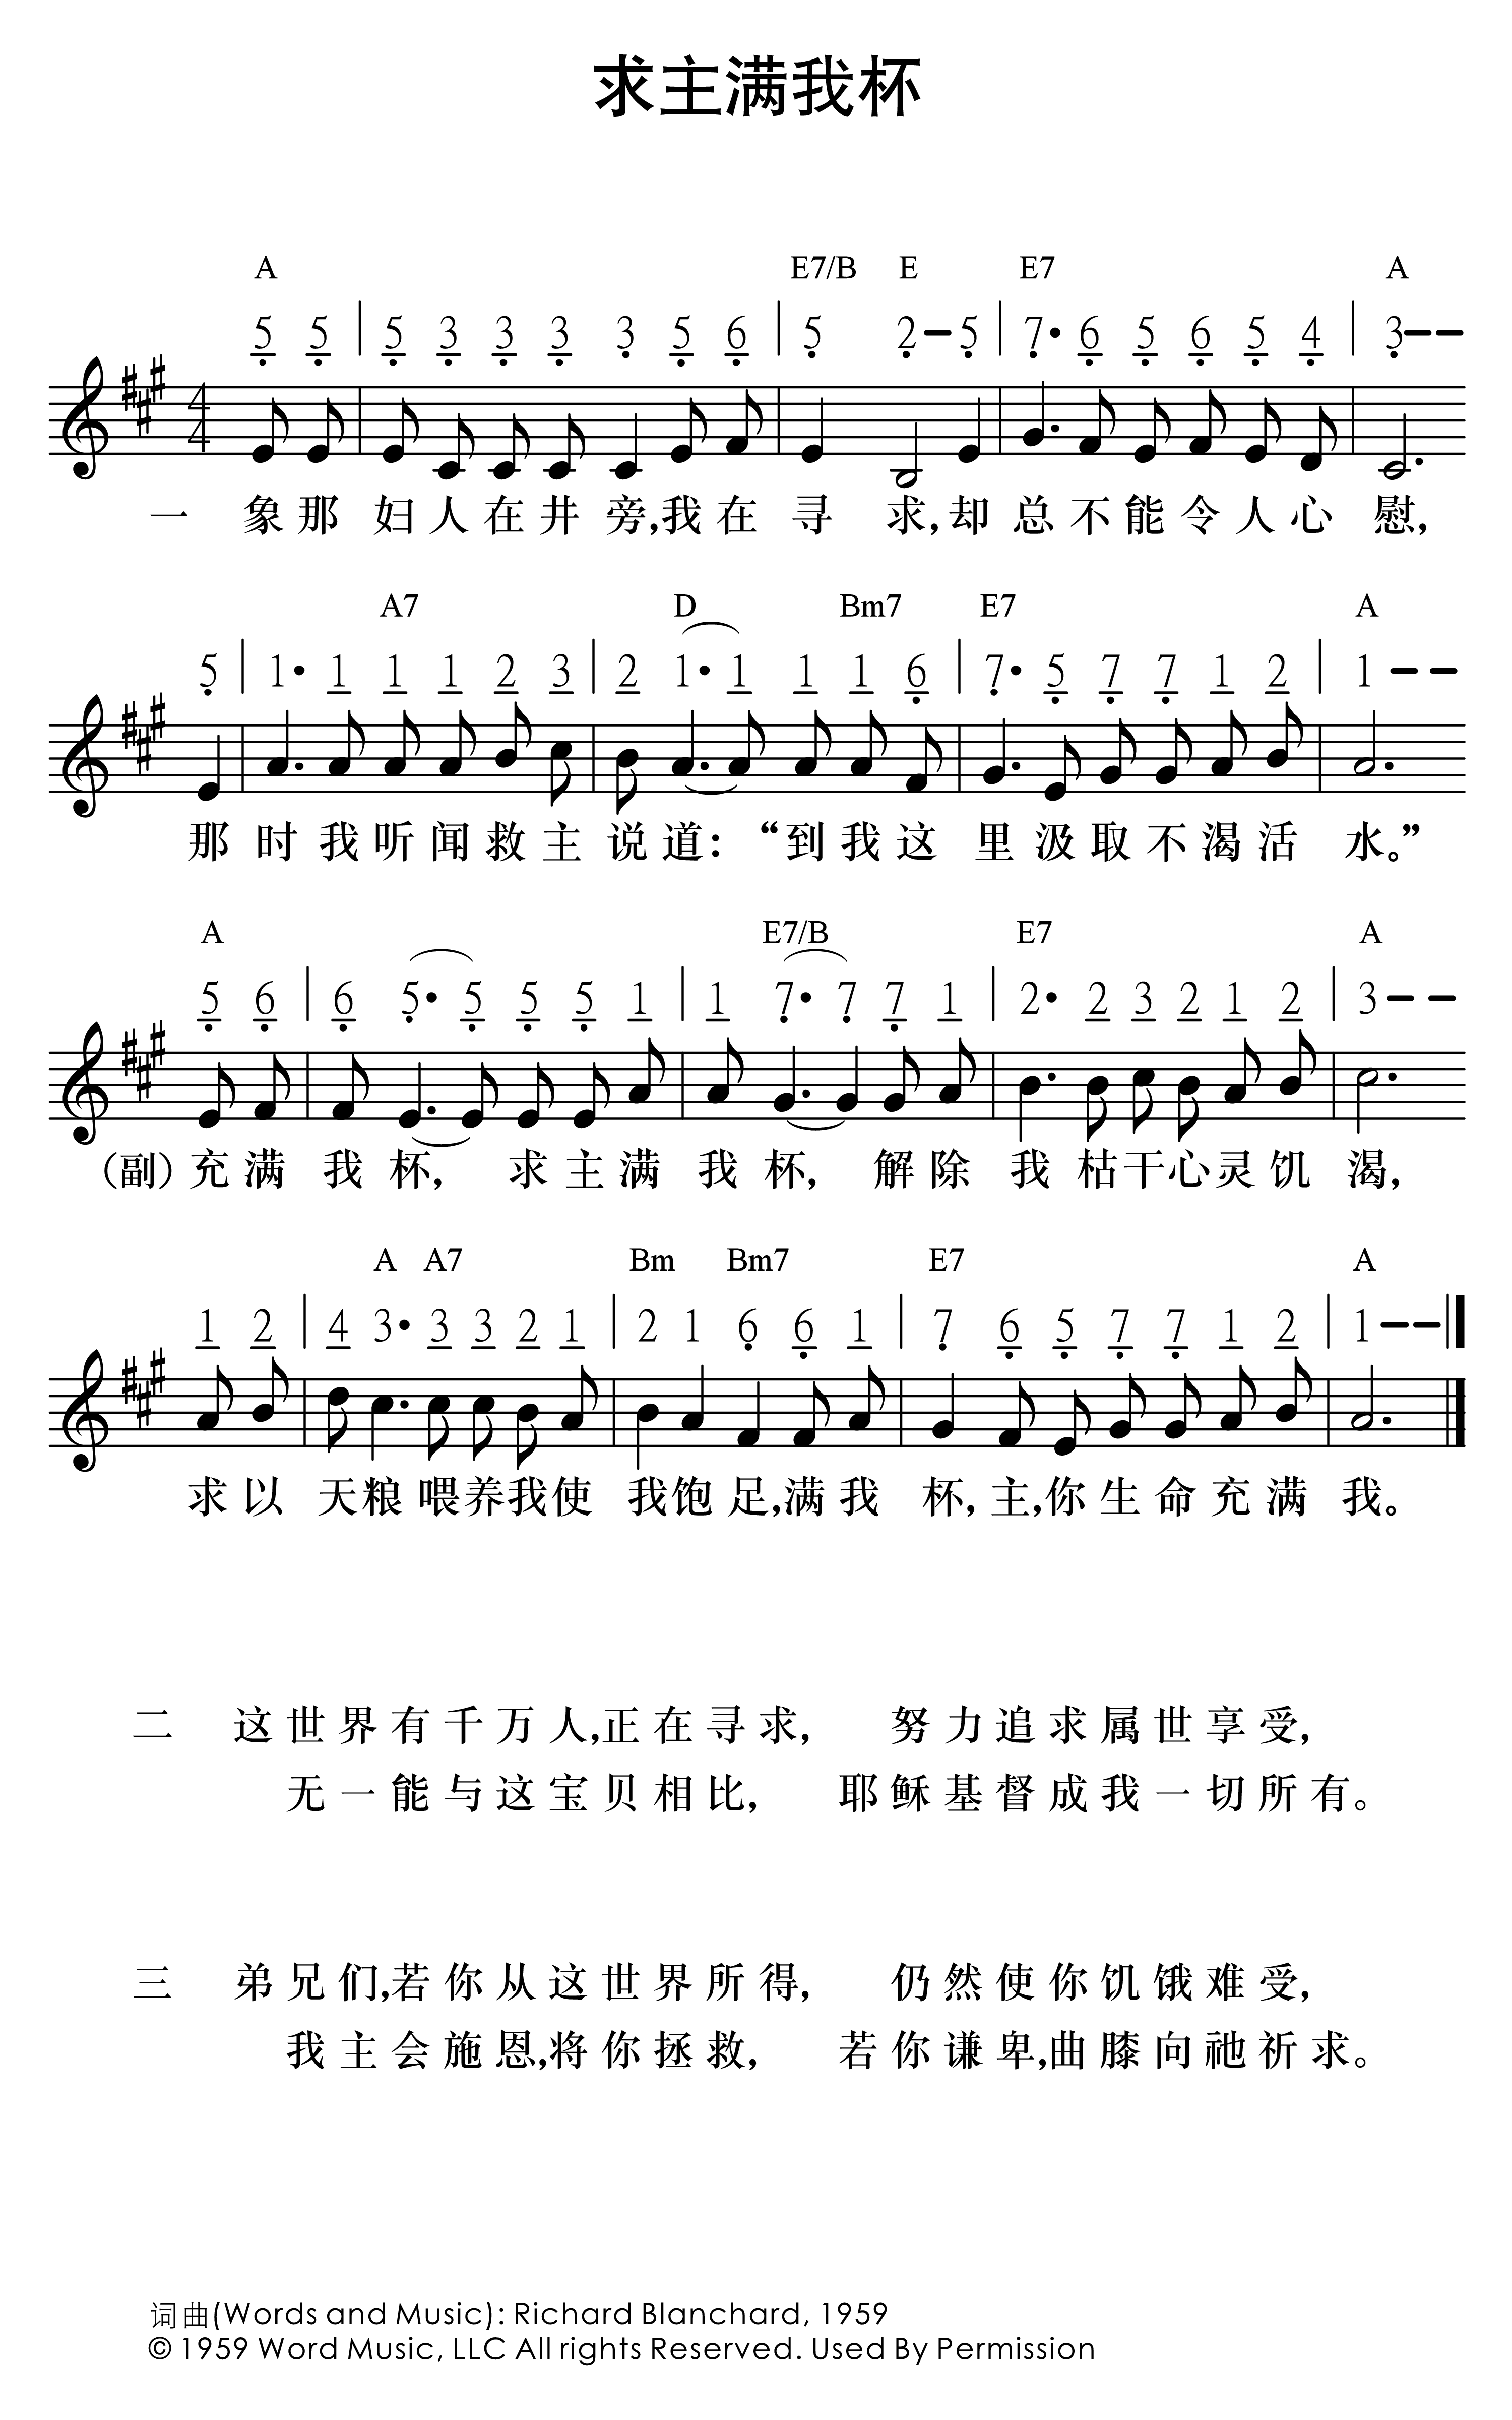 求主满我杯
A E7/B E E7 A
5 5 | 5 3 3 3 3 5 6 | 5 2 – 5 | 7· 6 5 6 5 4 | 3 – –
4
4
一 象那妇人在井旁,我在寻求,却总不能令人心慰,
A7 D Bm7 E7 A
5 | 1· 1 1 1 2 3 | 2 1· 1 1 1 6 | 7· 5 7 7 1 2 | 1 – –
那时我听闻救主说道:“到我这里汲取不渴活水。”
A E7/B E7 A
5 6 | 6 5· 5 5 5 1 | 1 7· 7 7 1 | 2· 2 3 2 1 2 | 3 – –
(副)充满我杯, 求主满我杯, 解除我枯干心灵饥渴,
A A7 Bm Bm7 E7 A
1 2 | 4 3· 3 3 2 1 | 2 1 6 6 1 | 7 6 5 7 7 1 2 | 1 – –
求以天粮喂养我使我饱足,满我杯,主,你生命充满我。
二 这世界有千万人,正在寻求, 努力追求属世享受,
无一能与这宝贝相比, 耶稣基督成我一切所有。
三 弟兄们,若你从这世界所得, 仍然使你饥饿难受,
我主会施恩,将你拯救, 若你谦卑,曲膝向祂祈求。
词曲(Words and Music): Richard Blanchard, 1959
© 1959 Word Music, LLC All rights Reserved. Used By Permission